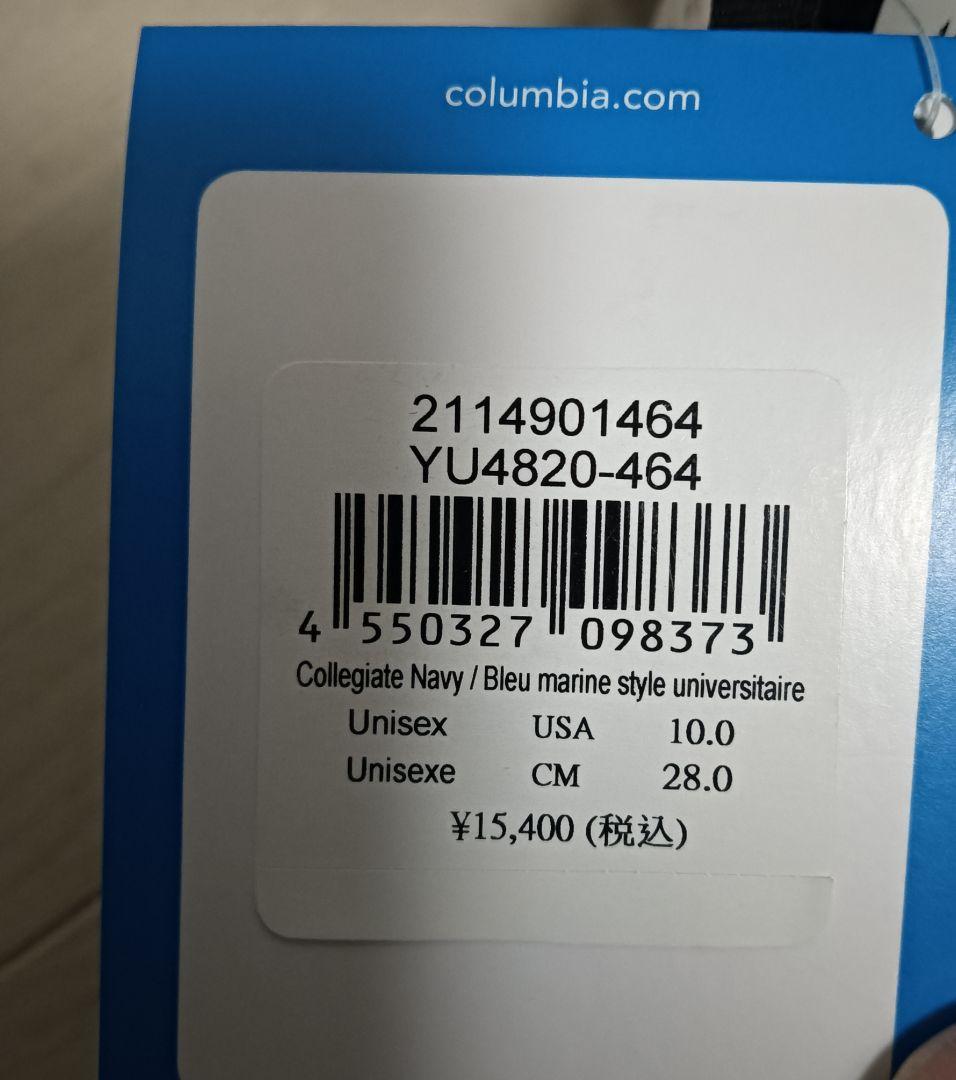 columbia.com
2114901464
YU4820-464
4 550327 098373
Collegiate Navy / Bleu marine style universitaire
Unisex USA 10.0
Unisexe CM 28.0
¥15,400 (税込)